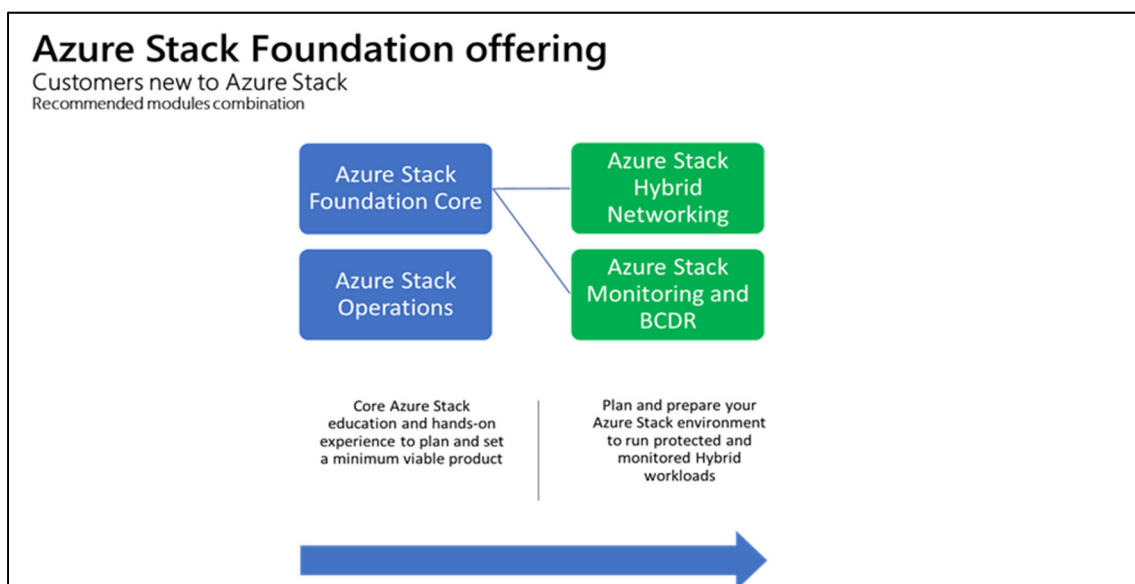 Azure Stack Foundation offering
Customers new to Azure Stack
Recommended modules combination
Azure Stack
Foundation Core
Azure Stack
Hybrid
Networking
Azure Stack
Operations
Azure Stack
Monitoring and
BCDR
Core Azure Stack
education and hands-on
experience to plan and set
a minimum viable product
Plan and prepare your
Azure Stack environment
to run protected and
monitored Hybrid
workloads